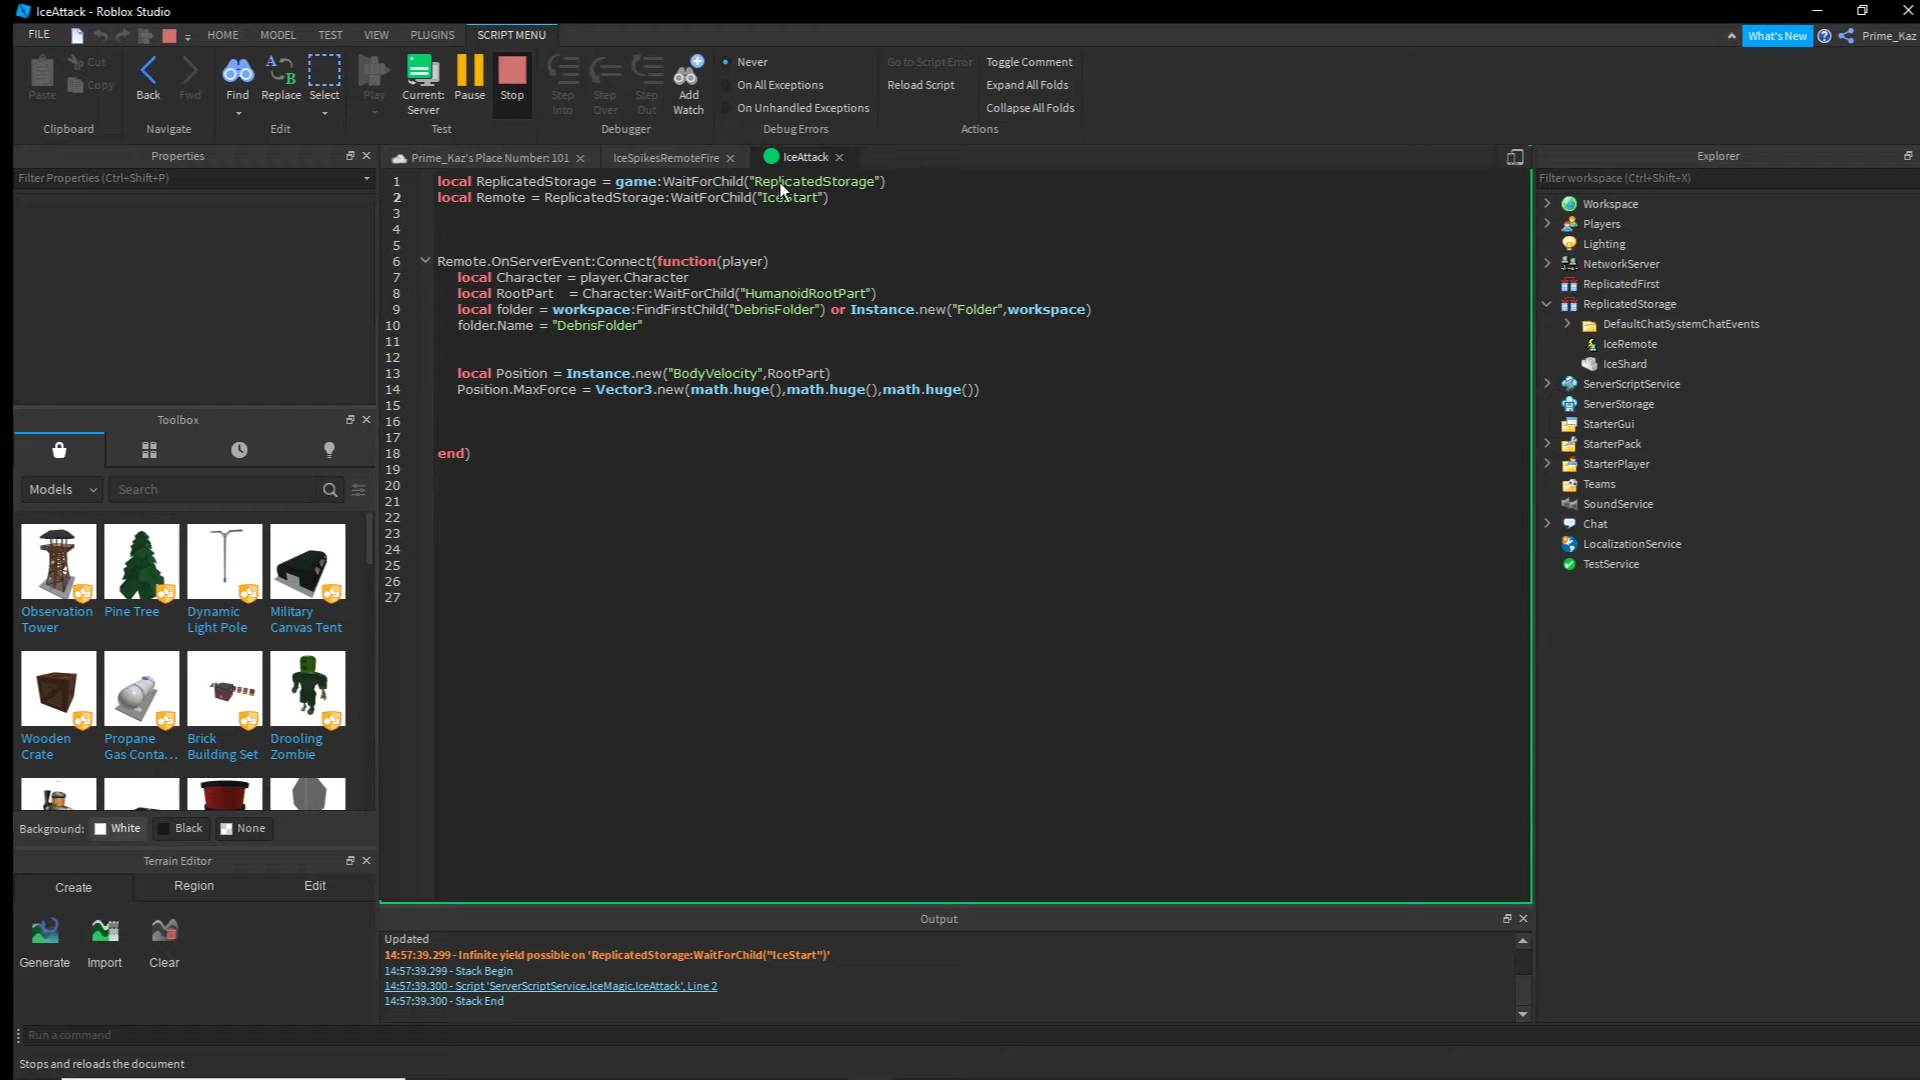 IceAttack - Roblox Studio
FILE
HOME
MODEL
TEST
VIEW
PLUGINS
SCRIPT MENU
What's New
Prime_Kaz
Paste
Cut
Copy
Clipboard
Back
Fwd
Navigate
Find
Replace
Select
Edit
Play
Current:
Server
Pause
Stop
Test
Step
Into
Step
Over
Step
Out
Add
Watch
Debugger
Never
On All Exceptions
On Unhandled Exceptions
Debug Errors
Go to Script Error
Reload Script
Toggle Comment
Expand All Folds
Collapse All Folds
Actions
Properties
Filter Properties (Ctrl+Shift+P)
Prime_Kaz's Place Number: 101
IceSpikesRemoteFire
IceAttack
1 local ReplicatedStorage = game:WaitForChild("ReplicatedStorage")
2 local Remote = ReplicatedStorage:WaitForChild("IceStart")
3
4
5
6 Remote.OnServerEvent:Connect(function(player)
7 local Character = player.Character
8 local RootPart = Character:WaitForChild("HumanoidRootPart")
9 local folder = workspace:FindFirstChild("DebrisFolder") or Instance.new("Folder",workspace)
10 folder.Name = "DebrisFolder"
11
12
13 local Position = Instance.new("BodyVelocity",RootPart)
14 Position.MaxForce = Vector3.new(math.huge(),math.huge(),math.huge())
15
16
17
18 end)
19
20
21
22
23
24
25
26
27
Explorer
Filter workspace (Ctrl+Shift+X)
Workspace
Players
Lighting
NetworkServer
ReplicatedFirst
ReplicatedStorage
DefaultChatSystemChatEvents
IceRemote
IceShard
ServerScriptService
ServerStorage
StarterGui
StarterPack
StarterPlayer
Teams
SoundService
Chat
LocalizationService
TestService
Toolbox
Models
Search
Observation
Tower
Pine Tree
Dynamic
Light Pole
Military
Canvas Tent
Wooden
Crate
Propane
Gas Conta...
Brick
Building Set
Drooling
Zombie
Background:
White
Black
None
Terrain Editor
Create
Region
Edit
Generate
Import
Clear
Output
Updated
14:57:39.299 - Infinite yield possible on 'ReplicatedStorage:WaitForChild("IceStart")'
14:57:39.299 - Stack Begin
14:57:39.300 - Script 'ServerScriptService.IceMagic.IceAttack', Line 2
14:57:39.300 - Stack End
Run a command
Stops and reloads the document